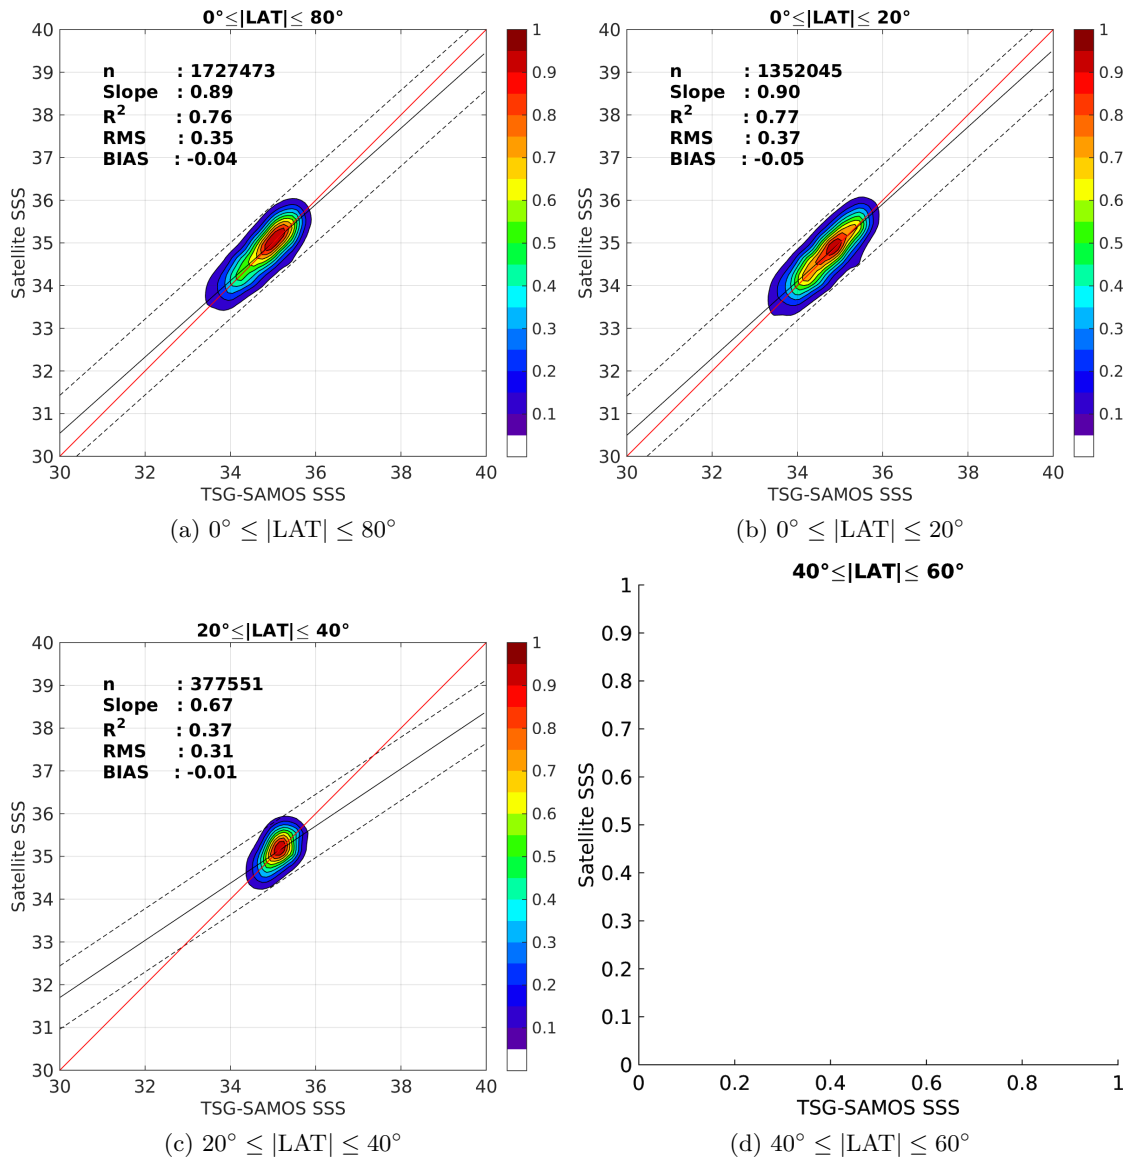 0°≤|LAT|≤ 80°
n : 1727473
Slope : 0.89
R² : 0.76
RMS : 0.35
BIAS : -0.04
40
39
38
37
36
35
34
33
32
31
30
30 32 34 36 38 40
Satellite SSS
TSG-SAMOS SSS
1
0.9
0.8
0.7
0.6
0.5
0.4
0.3
0.2
0.1
(a) 0° ≤ |LAT| ≤ 80°
0°≤|LAT|≤ 20°
n : 1352045
Slope : 0.90
R² : 0.77
RMS : 0.37
BIAS : -0.05
40
39
38
37
36
35
34
33
32
31
30
30 32 34 36 38 40
Satellite SSS
TSG-SAMOS SSS
1
0.9
0.8
0.7
0.6
0.5
0.4
0.3
0.2
0.1
(b) 0° ≤ |LAT| ≤ 20°
20°≤|LAT|≤ 40°
n : 377551
Slope : 0.67
R² : 0.37
RMS : 0.31
BIAS : -0.01
40
39
38
37
36
35
34
33
32
31
30
30 32 34 36 38 40
Satellite SSS
TSG-SAMOS SSS
1
0.9
0.8
0.7
0.6
0.5
0.4
0.3
0.2
0.1
(c) 20° ≤ |LAT| ≤ 40°
40°≤|LAT|≤ 60°
1
0.9
0.8
0.7
0.6
0.5
0.4
0.3
0.2
0.1
0
0 0.2 0.4 0.6 0.8 1
Satellite SSS
TSG-SAMOS SSS
(d) 40° ≤ |LAT| ≤ 60°